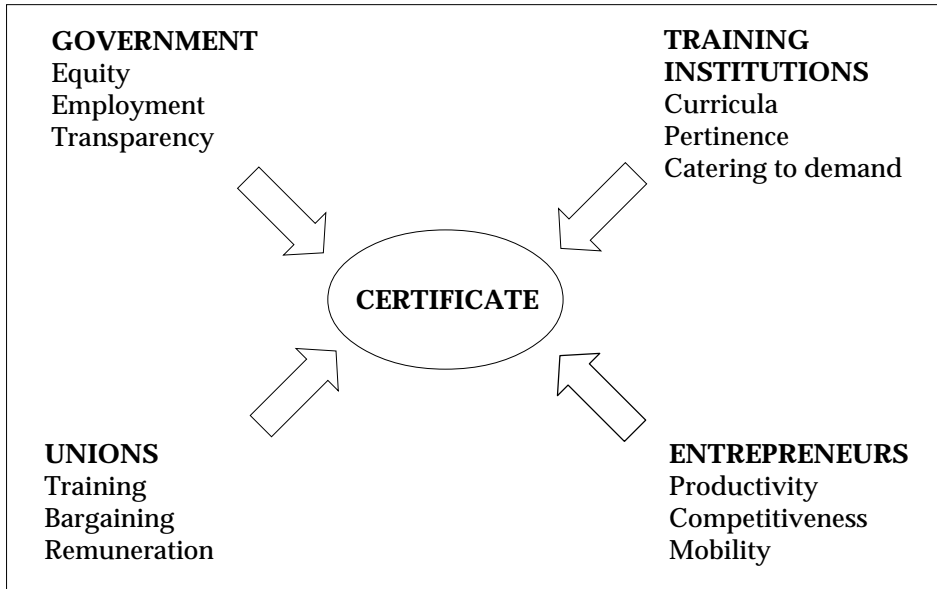 GOVERNMENT
Equity
Employment
Transparency
TRAINING
INSTITUTIONS
Curricula
Pertinence
Catering to demand
CERTIFICATE
UNIONS
Training
Bargaining
Remuneration
ENTREPRENEURS
Productivity
Competitiveness
Mobility